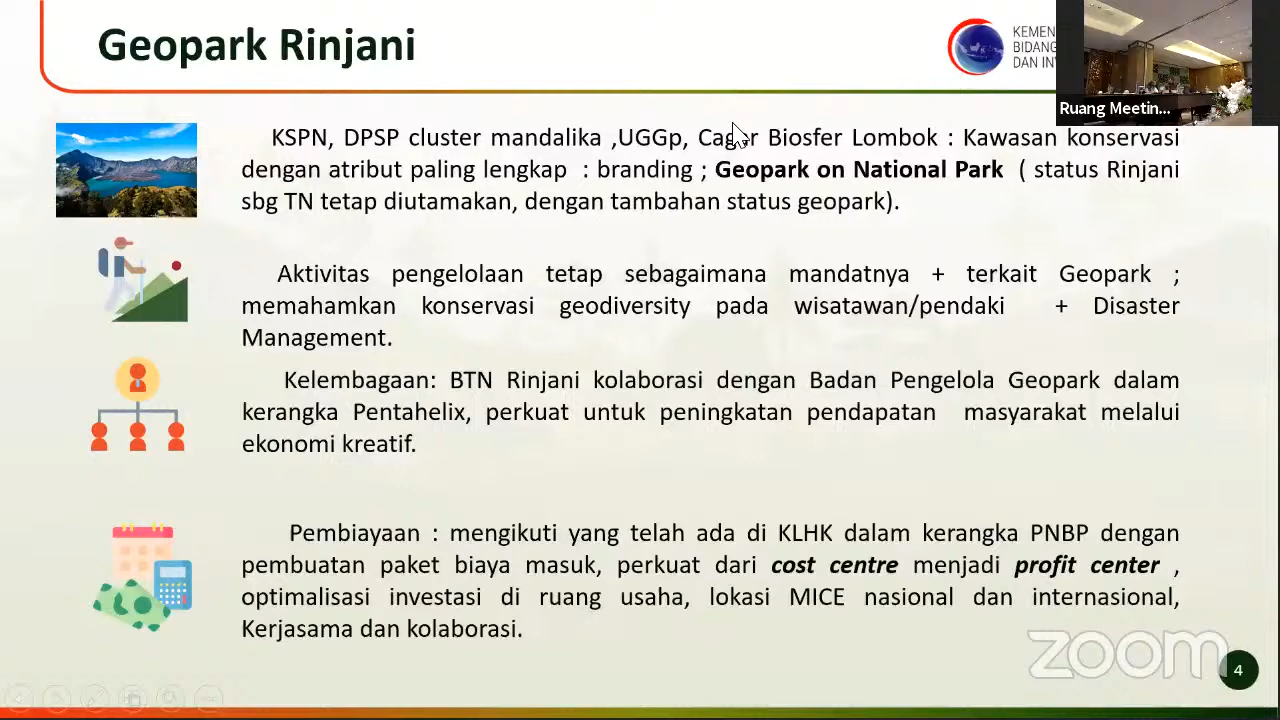 Geopark Rinjani
KEMEN
BIDANG
DAN IN
Ruang Meetin...
KSPN, DPSP cluster mandalika ,UGGp, Cagar Biosfer Lombok : Kawasan konservasi
dengan atribut paling lengkap : branding ; Geopark on National Park ( status Rinjani
sbg TN tetap diutamakan, dengan tambahan status geopark).
Aktivitas pengelolaan tetap sebagaimana mandatnya + terkait Geopark ;
memahamkan konservasi geodiversity pada wisatawan/pendaki + Disaster
Management.
Kelembagaan: BTN Rinjani kolaborasi dengan Badan Pengelola Geopark dalam
kerangka Pentahelix, perkuat untuk peningkatan pendapatan masyarakat melalui
ekonomi kreatif.
Pembiayaan : mengikuti yang telah ada di KLHK dalam kerangka PNBP dengan
pembuatan paket biaya masuk, perkuat dari cost centre menjadi profit center ,
optimalisasi investasi di ruang usaha, lokasi MICE nasional dan internasional,
Kerjasama dan kolaborasi.
zoom
4